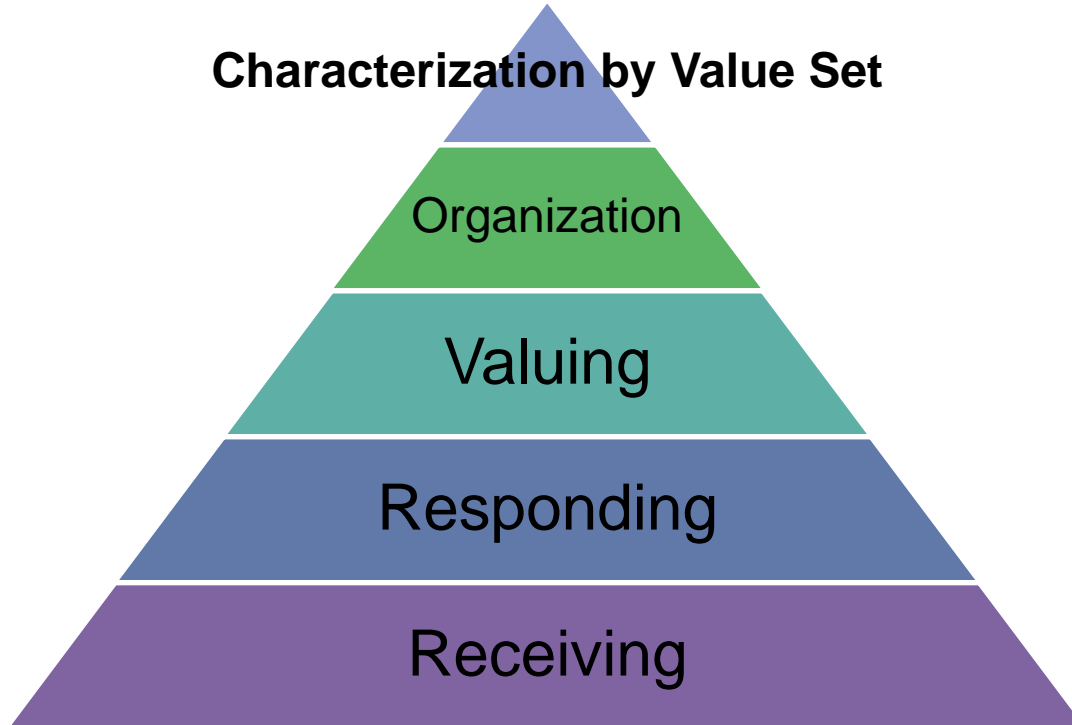 Characterization by Value Set
Organization
Valuing
Responding
Receiving